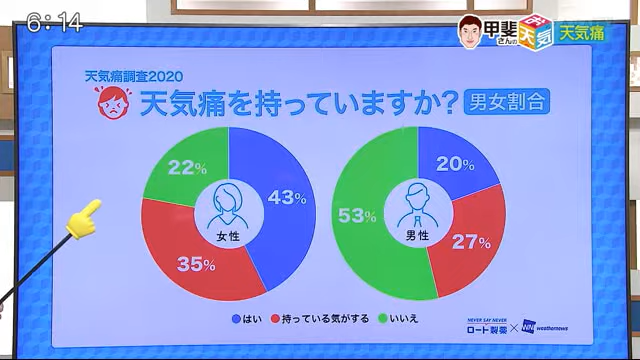 6:14
甲斐さんのお天気
天気痛
天気痛調査2020
天気痛を持っていますか？ 男女割合
22%
43%
35%
女性
20%
53%
27%
男性
はい 持っている気がする いいえ
NEVER SAY NEVER
ロート製薬 × WN weathernews